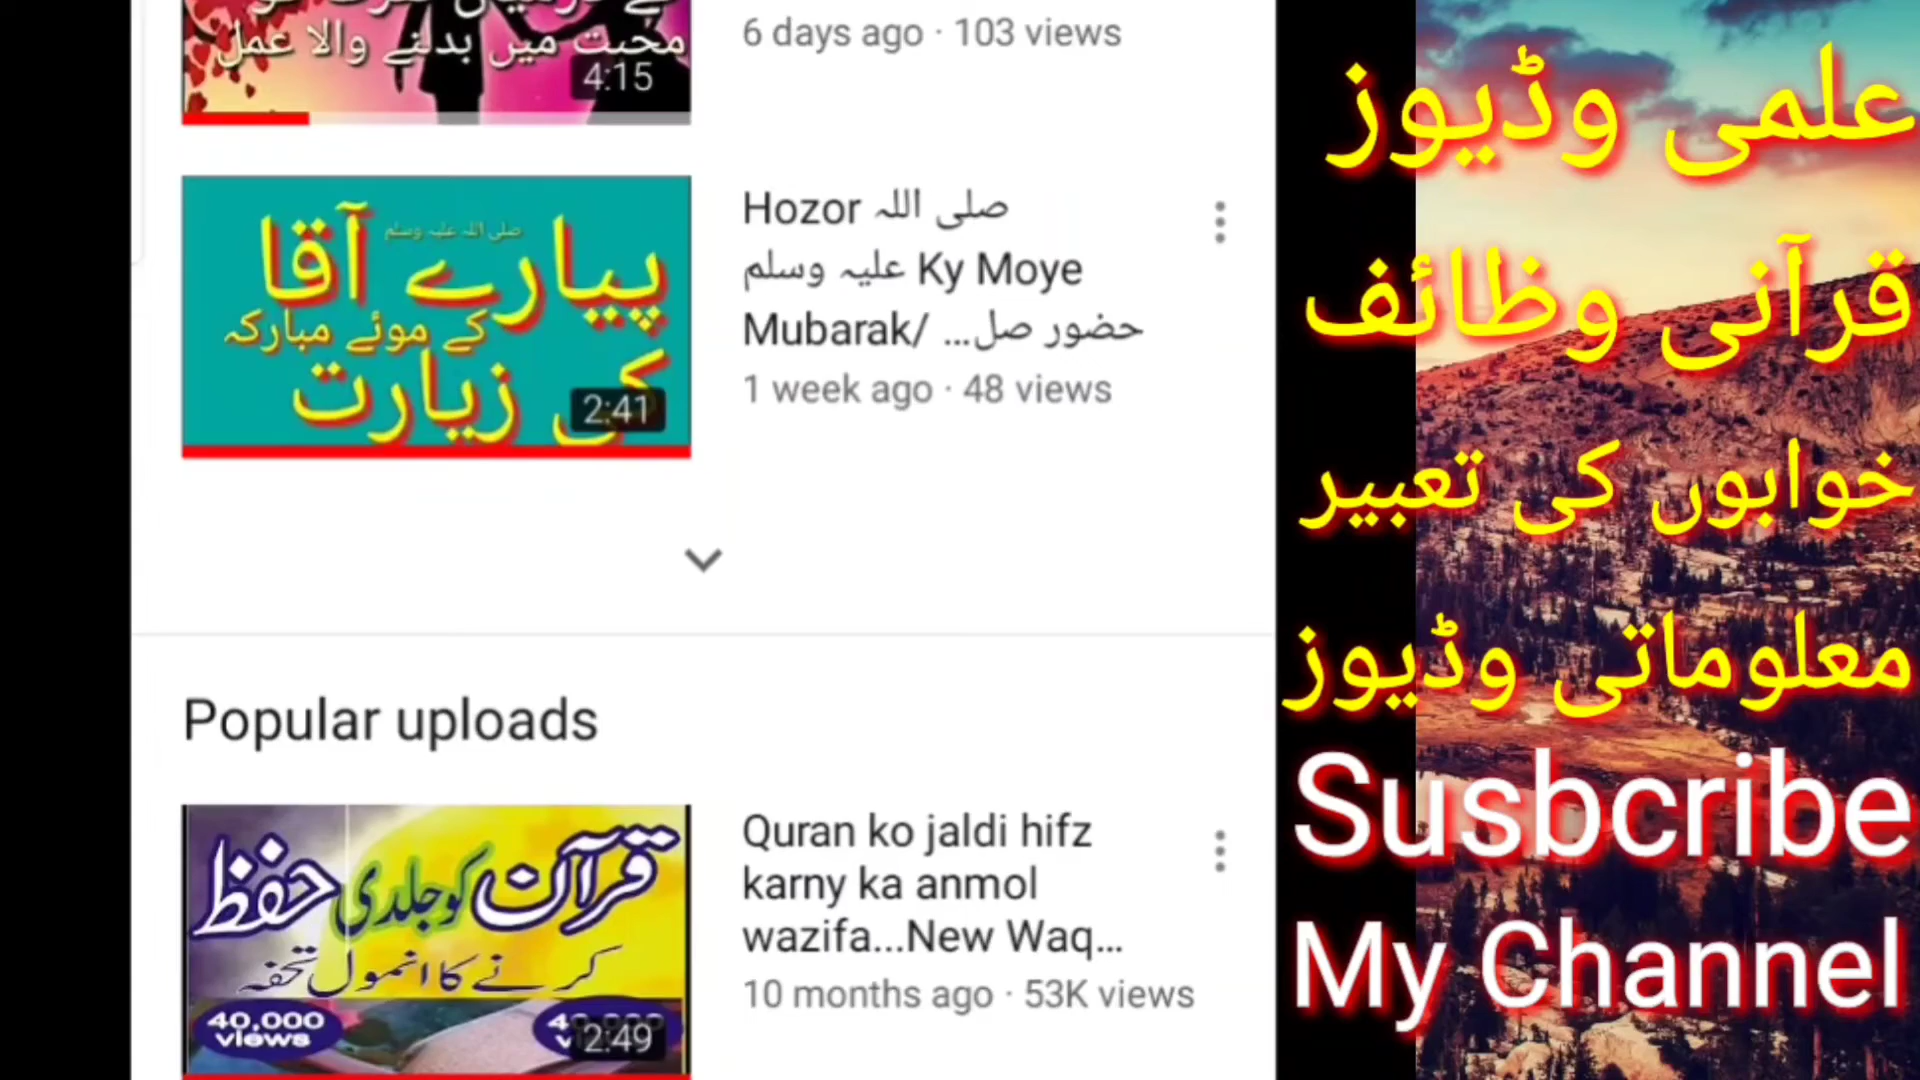 محبت میں بدلنے والا عمل
4:15
6 days ago · 103 views
پیارے آقا
صلی اللہ علیہ وسلم
کے موئے مبارکہ
کی زیارت
2:41
Hozor صلی اللہ
علیہ وسلم Ky Moye
Mubarak/ حضور صل...
1 week ago · 48 views
Popular uploads
قرآن کو جلدی حفظ
کرنے کا انمول تحفہ
40,000
views
2:49
Quran ko jaldi hifz
karny ka anmol
wazifa...New Waq...
10 months ago · 53K views
علمی وڈیوز
قرآنی وظائف
خوابوں کی تعبیر
معلوماتی وڈیوز
Susbcribe
My Channel